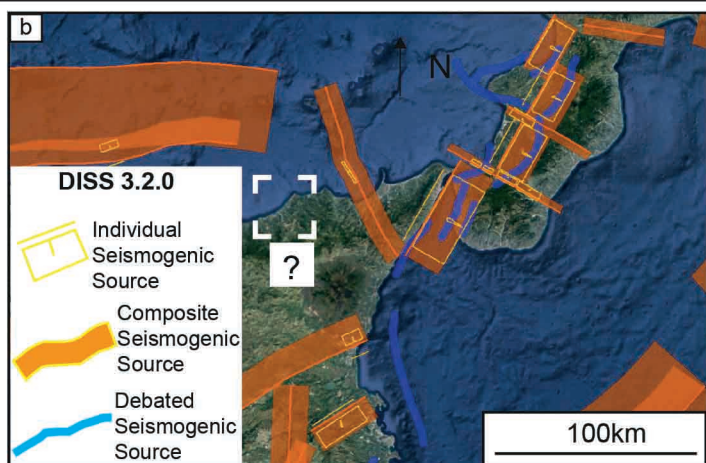 b
N
?
DISS 3.2.0
Individual
Seismogenic
Source
Composite
Seismogenic
Source
Debated
Seismogenic
Source
100km